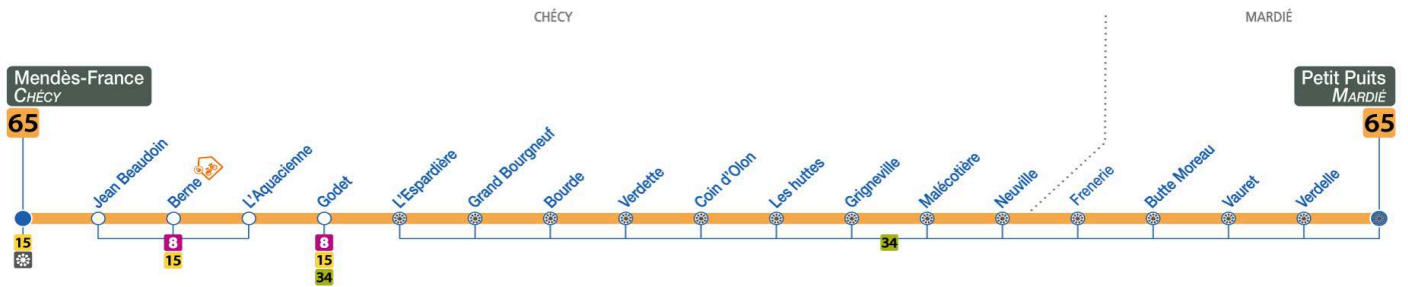 CHÉCY
MARDIÉ
Mendès-France
CHÉCY
65
Petit Puits
MARDIÉ
65
Jean Beaudoin
Berne
L'Aquacienne
Godet
L'Espardière
Grand Bourgneuf
Bourde
Verdette
Coin d'Olon
Les huttes
Grigneville
Malécotière
Neuville
Frenerie
Butte Moreau
Vauret
Verdelle
15
8
15
8
15
34
34